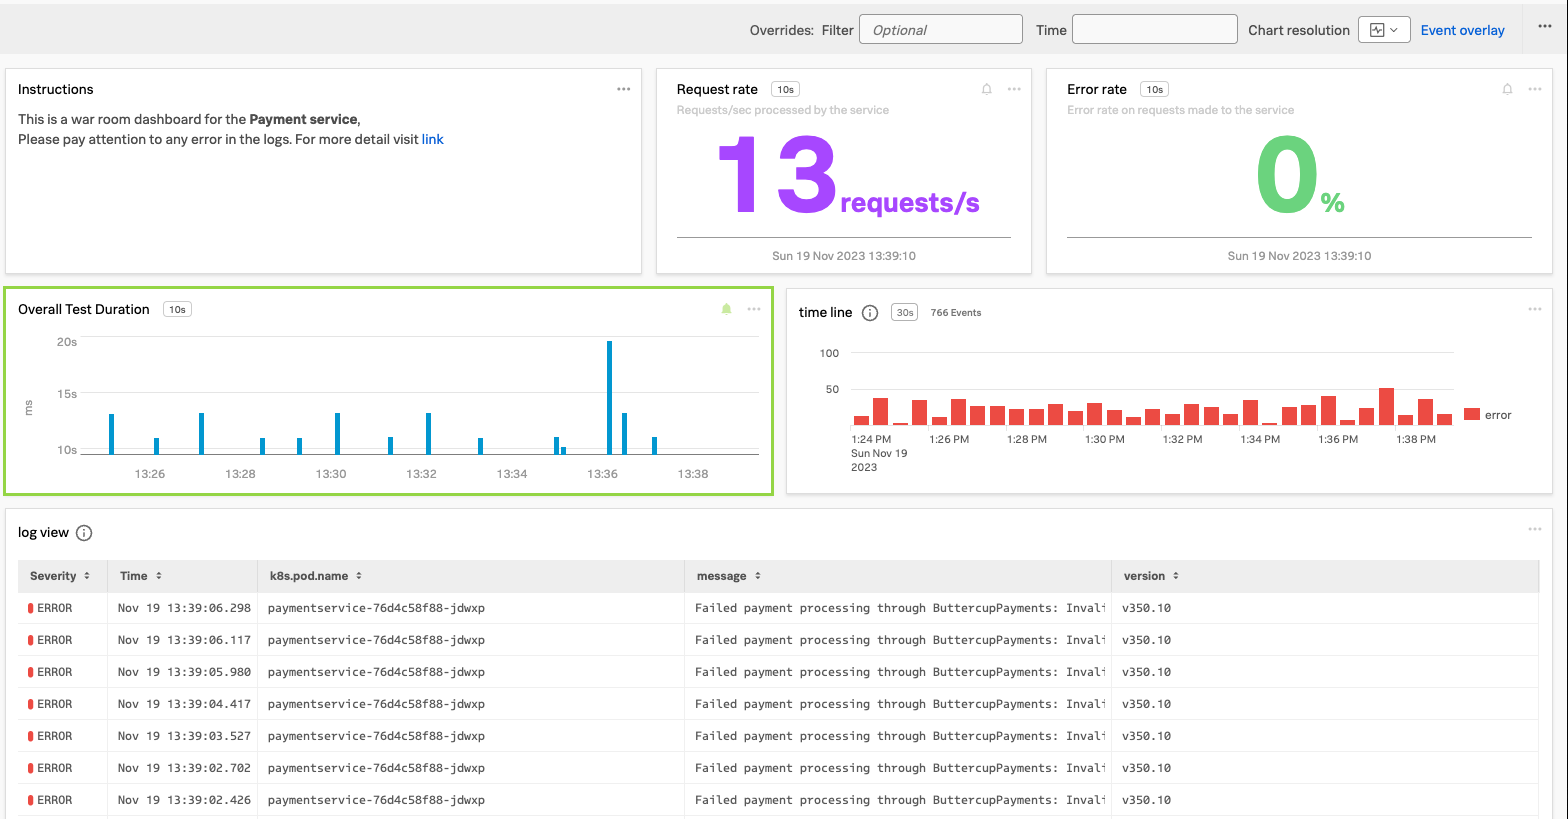 Overrides: Filter Optional Time Chart resolution Event overlay
Instructions
This is a war room dashboard for the Payment service,
Please pay attention to any error in the logs. For more detail visit link
Request rate 10s
Requests/sec processed by the service
13 requests/s
Sun 19 Nov 2023 13:39:10
Error rate 10s
Error rate on requests made to the service
0%
Sun 19 Nov 2023 13:39:10
Overall Test Duration 10s
20s
15s
10s
ms
13:26 13:28 13:30 13:32 13:34 13:36 13:38
time line 30s 766 Events
100
50
error
1:24 PM 1:26 PM 1:28 PM 1:30 PM 1:32 PM 1:34 PM 1:36 PM 1:38 PM
Sun Nov 19
2023
log view
Severity Time k8s.pod.name message version
ERROR Nov 19 13:39:06.298 paymentservice-76d4c58f88-jdwxp Failed payment processing through ButtercupPayments: Invali v350.10
ERROR Nov 19 13:39:06.117 paymentservice-76d4c58f88-jdwxp Failed payment processing through ButtercupPayments: Invali v350.10
ERROR Nov 19 13:39:05.980 paymentservice-76d4c58f88-jdwxp Failed payment processing through ButtercupPayments: Invali v350.10
ERROR Nov 19 13:39:04.417 paymentservice-76d4c58f88-jdwxp Failed payment processing through ButtercupPayments: Invali v350.10
ERROR Nov 19 13:39:03.527 paymentservice-76d4c58f88-jdwxp Failed payment processing through ButtercupPayments: Invali v350.10
ERROR Nov 19 13:39:02.702 paymentservice-76d4c58f88-jdwxp Failed payment processing through ButtercupPayments: Invali v350.10
ERROR Nov 19 13:39:02.426 paymentservice-76d4c58f88-jdwxp Failed payment processing through ButtercupPayments: Invali v350.10